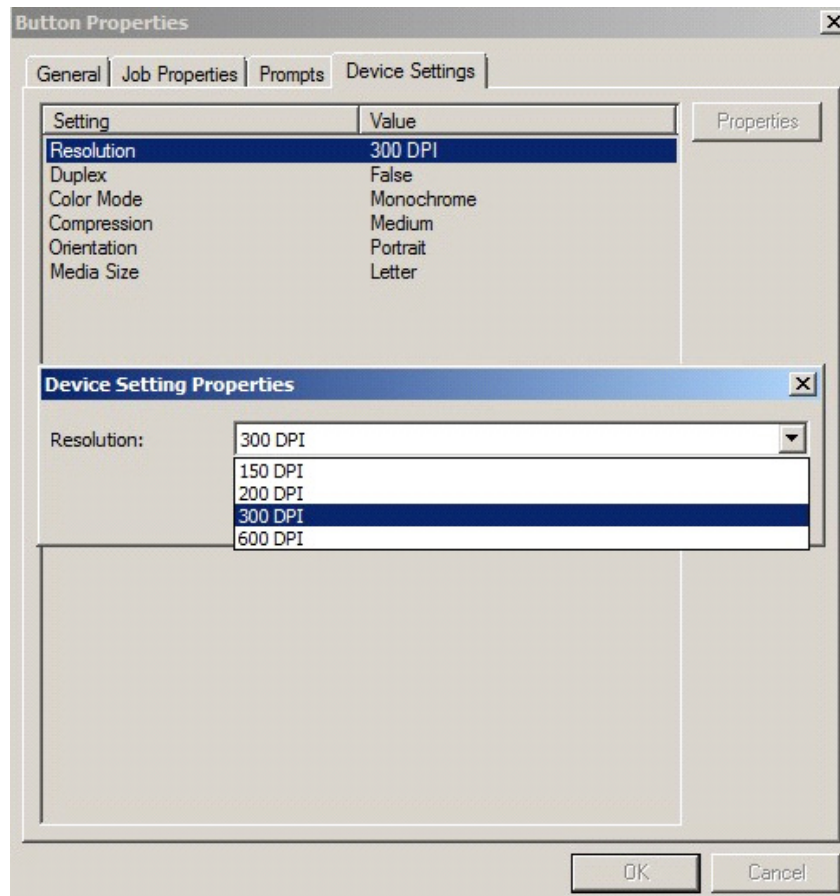 Button Properties
General Job Properties Prompts Device Settings
Setting Value Properties
Resolution 300 DPI
Duplex False
Color Mode Monochrome
Compression Medium
Orientation Portrait
Media Size Letter
Device Setting Properties
Resolution: 300 DPI
150 DPI
200 DPI
300 DPI
600 DPI
OK Cancel